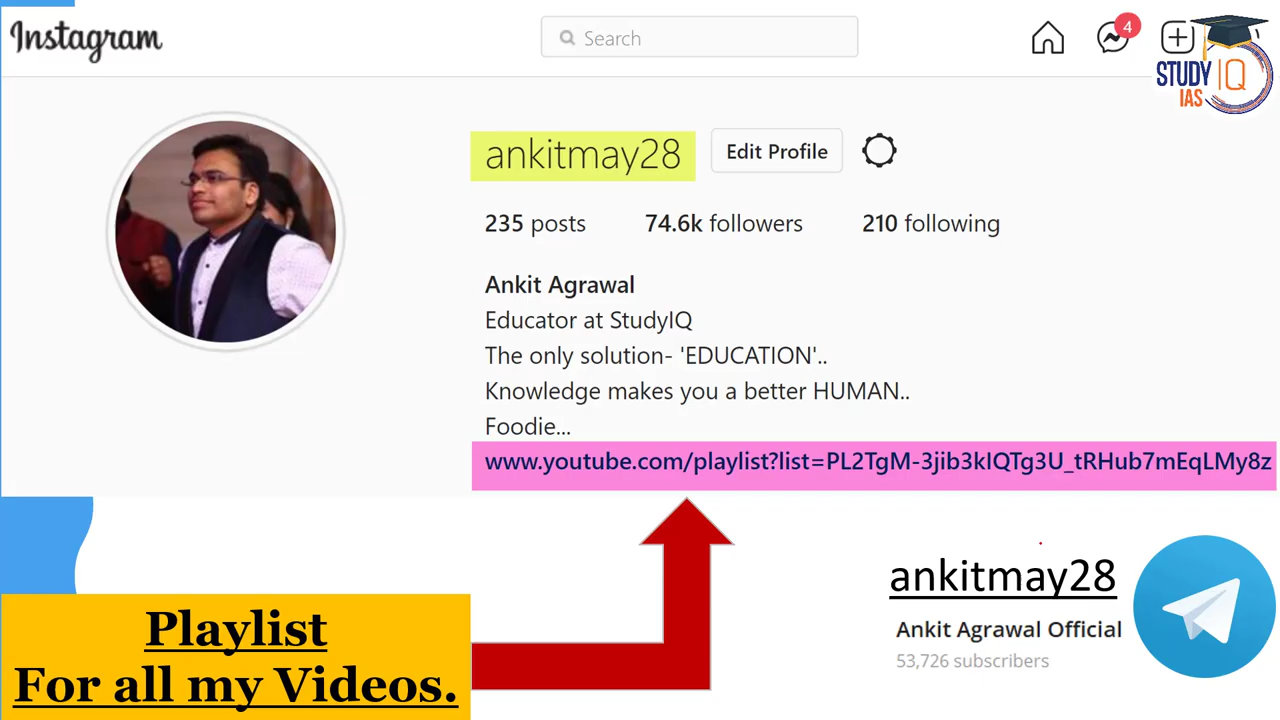 Instagram
Search
4
STUDY IQ
IAS
ankitmay28
Edit Profile
235 posts 74.6k followers 210 following
Ankit Agrawal
Educator at StudyIQ
The only solution- 'EDUCATION'..
Knowledge makes you a better HUMAN..
Foodie...
www.youtube.com/playlist?list=PL2TgM-3jib3kIQTg3U_tRHub7mEqLMy8z
Playlist
For all my Videos.
ankitmay28
Ankit Agrawal Official
53,726 subscribers